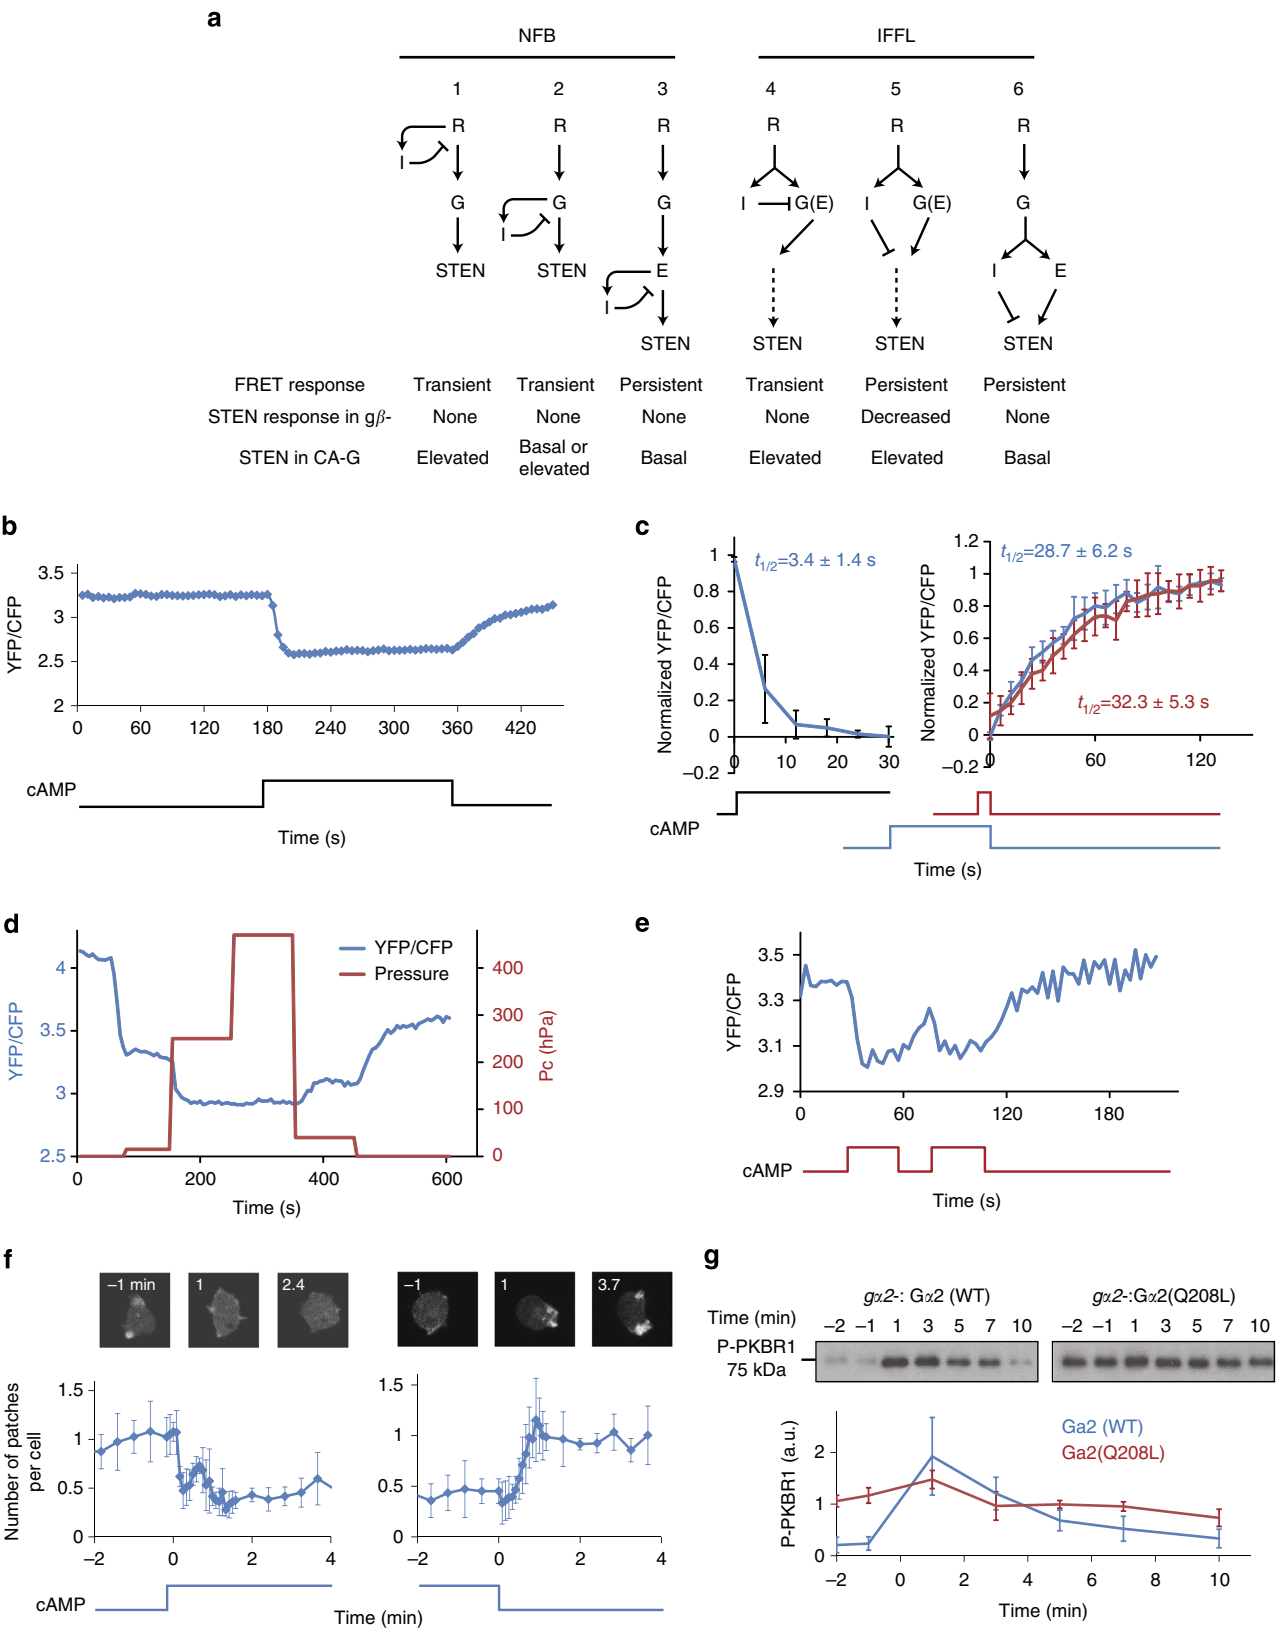 a
NFB IFFL
1 2 3 4 5 6
R R R R R R
I
G G G I G(E) I G(E) G
I
STEN STEN E I E
I
STEN STEN STEN STEN
FRET response Transient Transient Persistent Transient Persistent Persistent
STEN response in gβ- None None None None Decreased None
STEN in CA-G Elevated Basal or elevated Basal Elevated Elevated Basal
b
YFP/CFP
3.5
3
2.5
2
0 60 120 180 240 300 360 420
cAMP
Time (s)
c
Normalized YFP/CFP
1
0.8
0.6
0.4
0.2
0
–0.2
0 10 20 30
t1/2=3.4 ± 1.4 s
Normalized YFP/CFP
1.2
1
0.8
0.6
0.4
0.2
0
–0.2
0 60 120
t1/2=28.7 ± 6.2 s
t1/2=32.3 ± 5.3 s
cAMP
Time (s)
d
YFP/CFP
4
3.5
3
2.5
YFP/CFP
Pressure
400
300
200
100
0
Pc (hPa)
0 200 400 600
Time (s)
e
YFP/CFP
3.5
3.3
3.1
2.9
0 60 120 180
cAMP
Time (s)
f
–1 min 1 2.4
–1 1 3.7
Number of patches
per cell
1.5
1
0.5
0
–2 0 2 4
1.5
1
0.5
0
–2 0 2 4
cAMP
Time (min)
g
gα2-: Gα2 (WT) gα2-:Gα2(Q208L)
Time (min) –2 –1 1 3 5 7 10 –2 –1 1 3 5 7 10
P-PKBR1
75 kDa
P-PKBR1 (a.u.)
2
1
0
Ga2 (WT)
Ga2(Q208L)
–2 0 2 4 6 8 10
Time (min)